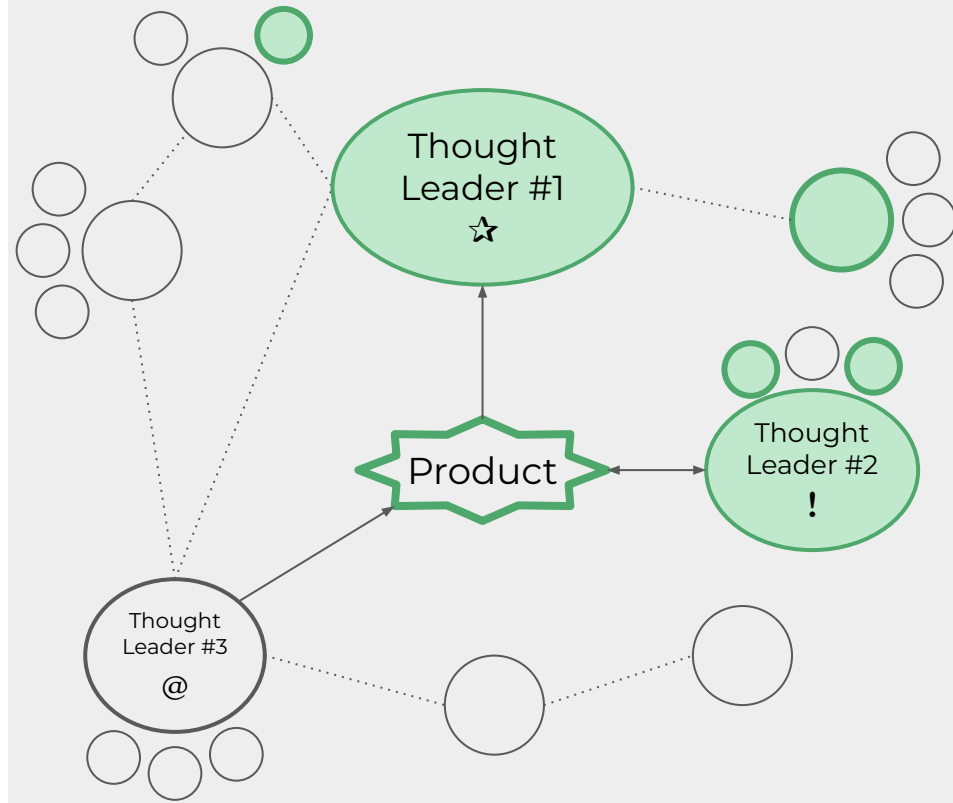 Thought
Leader #1
☆
Product
Thought
Leader #2
!
Thought
Leader #3
@